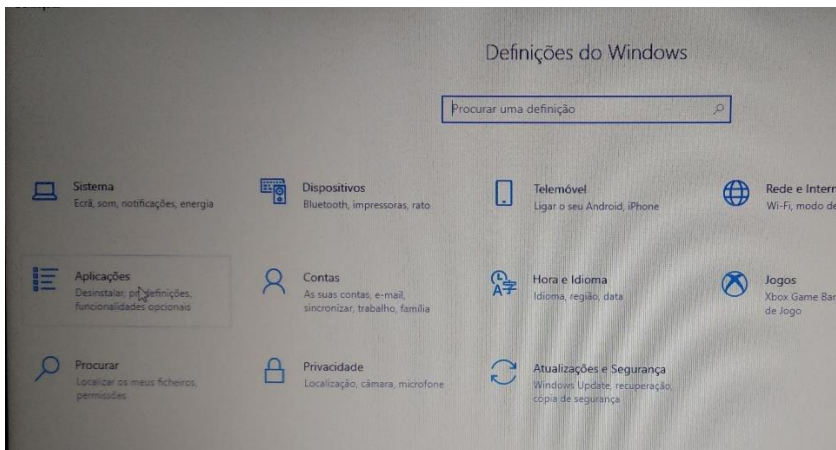 Definições do Windows
Procurar uma definição
Sistema
Ecrã, som, notificações, energia
Dispositivos
Bluetooth, impressoras, rato
Telemóvel
Ligar o seu Android, iPhone
Rede e Intern
Wi-Fi, modo de
Aplicações
Desinstalar, predefinições,
funcionalidades opcionais
Contas
As suas contas, e-mail,
sincronizar, trabalho, família
Hora e Idioma
Idioma, região, data
Jogos
Xbox Game Bar
de Jogo
Procurar
Localizar os meus ficheiros,
permissões
Privacidade
Localização, câmara, microfone
Atualizações e Segurança
Windows Update, recuperação,
cópia de segurança